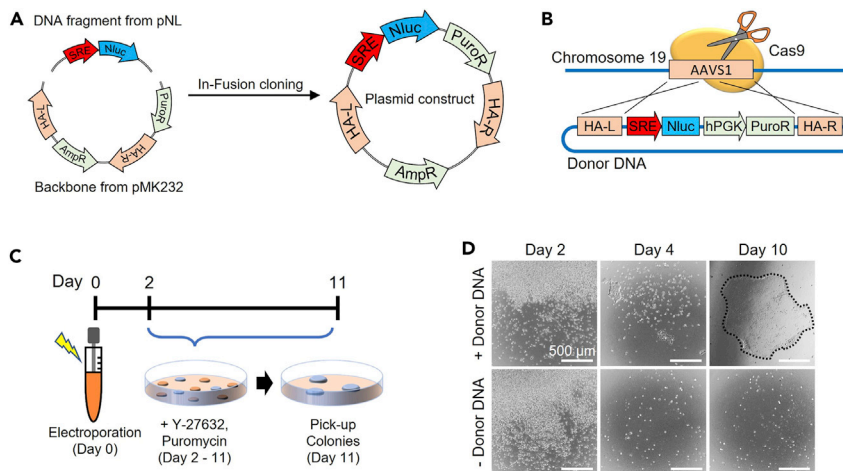 A
DNA fragment from pNL
SRE
Nluc
PuroR
HA-R
AmpR
HA-L
Backbone from pMK232
In-Fusion cloning
SRE
Nluc
PuroR
HA-R
AmpR
HA-L
Plasmid construct
B
Chromosome 19
Cas9
AAVS1
HA-L SRE Nluc hPGK PuroR HA-R
Donor DNA
C
Day 0 2 11
Electroporation
(Day 0)
+ Y-27632,
Puromycin
(Day 2 - 11)
Pick-up
Colonies
(Day 11)
D
Day 2 Day 4 Day 10
+ Donor DNA
500 μm
- Donor DNA